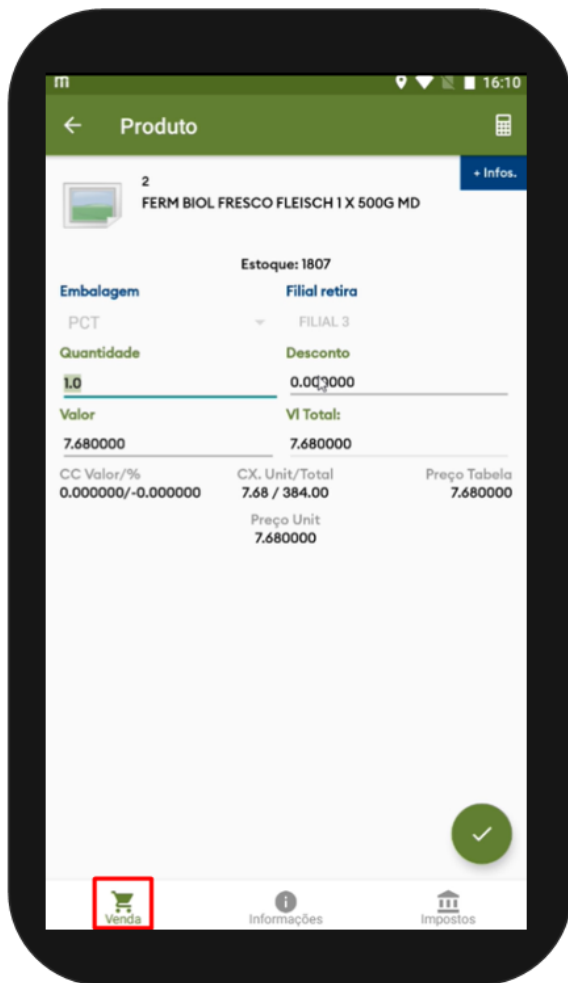 m 16:10
Produto
+ Infos.
2
FERM BIOL FRESCO FLEISCH 1 X 500G MD
Estoque: 1807
Embalagem Filial retira
PCT FILIAL 3
Quantidade Desconto
1.0 0.000000
Valor Vl Total:
7.680000 7.680000
CC Valor/% CX. Unit/Total Preço Tabela
0.000000/-0.000000 7.68 / 384.00 7.680000
Preço Unit
7.680000
Venda Informações Impostos